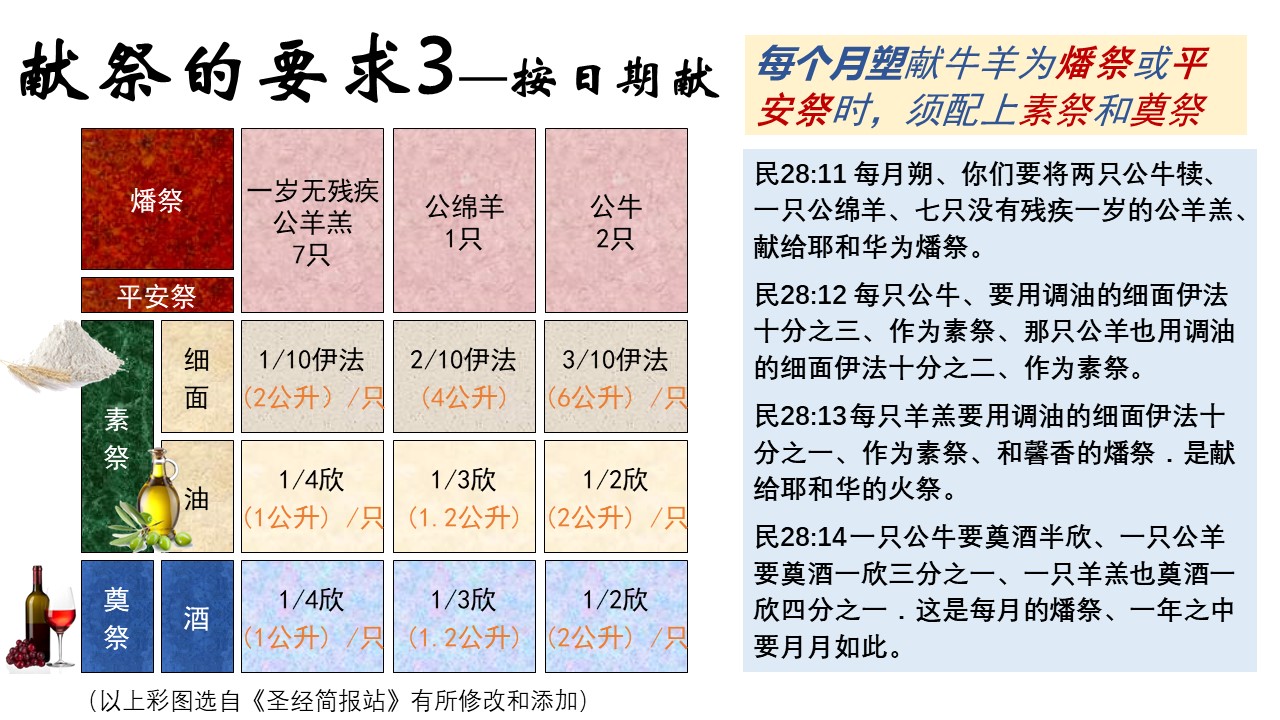 献祭的要求3—按日期献
每个月塑献牛羊为燔祭或平
安祭时，须配上素祭和奠祭
燔祭
平安祭
一岁无残疾
公羊羔
7只
公绵羊
1只
公牛
2只
素
祭
细
面
1/10伊法
(2公升）/只
2/10伊法
(4公升)
3/10伊法
(6公升）/只
油
1/4欣
(1公升）/只
1/3欣
(1.2公升)
1/2欣
(2公升）/只
奠
祭
酒
1/4欣
(1公升）/只
1/3欣
(1.2公升)
1/2欣
(2公升）/只
（以上彩图选自《圣经简报站》有所修改和添加）
民28:11 每月朔、你们要将两只公牛犊、
一只公绵羊、七只没有残疾一岁的公羊羔、
献给耶和华为燔祭。
民28:12 每只公牛、要用调油的细面伊法
十分之三、作为素祭、那只公羊也用调油
的细面伊法十分之二、作为素祭。
民28:13每只羊羔要用调油的细面伊法十
分之一、作为素祭、和馨香的燔祭．是献
给耶和华的火祭。
民28:14一只公牛要奠酒半欣、一只公羊
要奠酒一欣三分之一、一只羊羔也奠酒一
欣四分之一．这是每月的燔祭、一年之中
要月月如此。